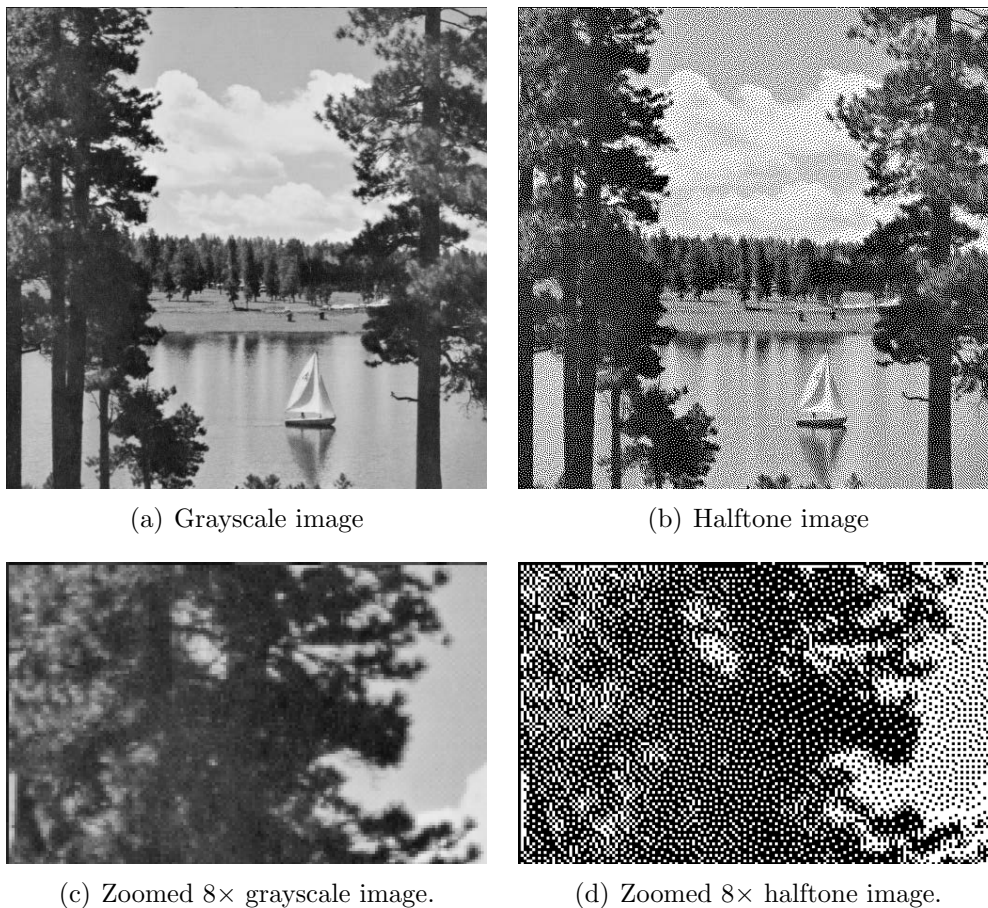 (a) Grayscale image
(b) Halftone image
(c) Zoomed 8× grayscale image.
(d) Zoomed 8× halftone image.